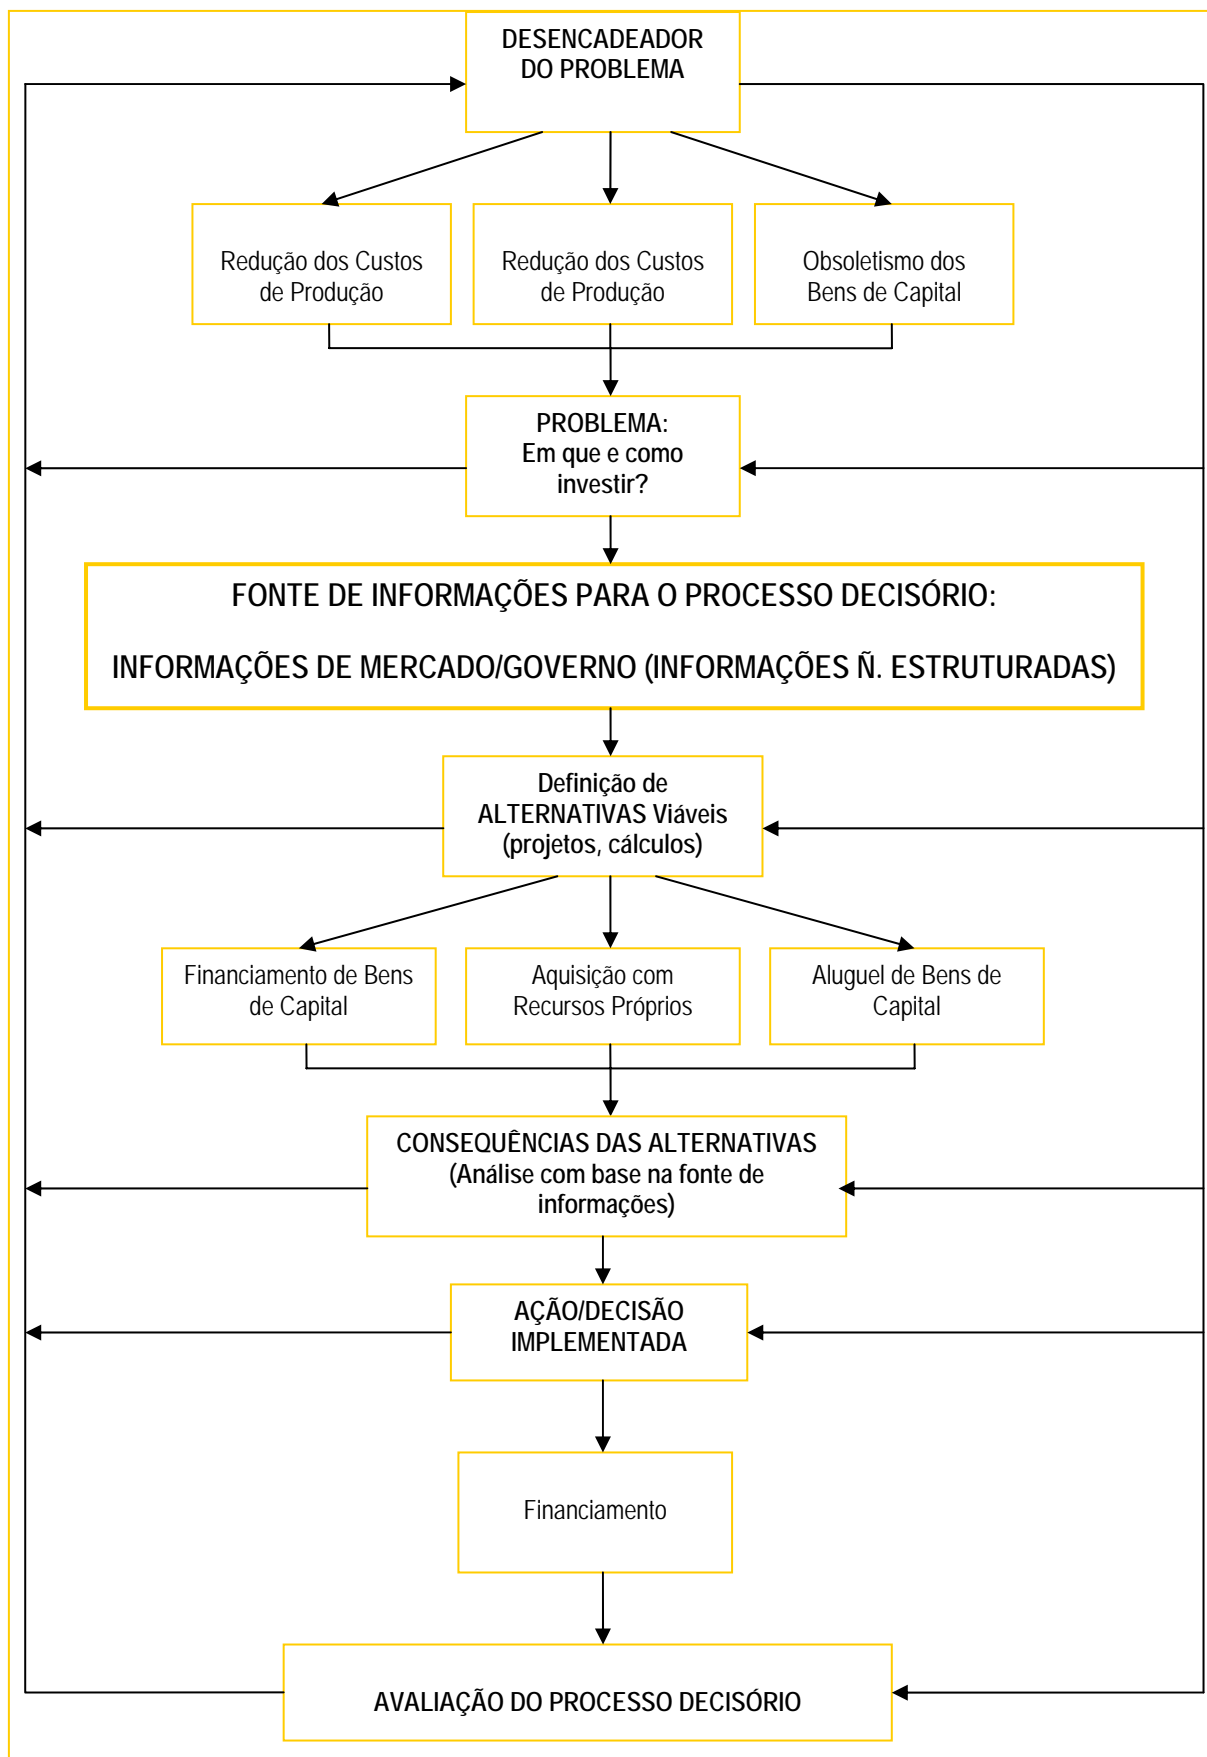 DESENCADEADOR
DO PROBLEMA
Redução dos Custos
de Produção
Redução dos Custos
de Produção
Obsoletismo dos
Bens de Capital
PROBLEMA:
Em que e como
investir?
FONTE DE INFORMAÇÕES PARA O PROCESSO DECISÓRIO:
INFORMAÇÕES DE MERCADO/GOVERNO (INFORMAÇÕES Ñ. ESTRUTURADAS)
Definição de
ALTERNATIVAS Viáveis
(projetos, cálculos)
Financiamento de Bens
de Capital
Aquisição com
Recursos Próprios
Aluguel de Bens de
Capital
CONSEQUÊNCIAS DAS ALTERNATIVAS
(Análise com base na fonte de
informações)
AÇÃO/DECISÃO
IMPLEMENTADA
Financiamento
AVALIAÇÃO DO PROCESSO DECISÓRIO